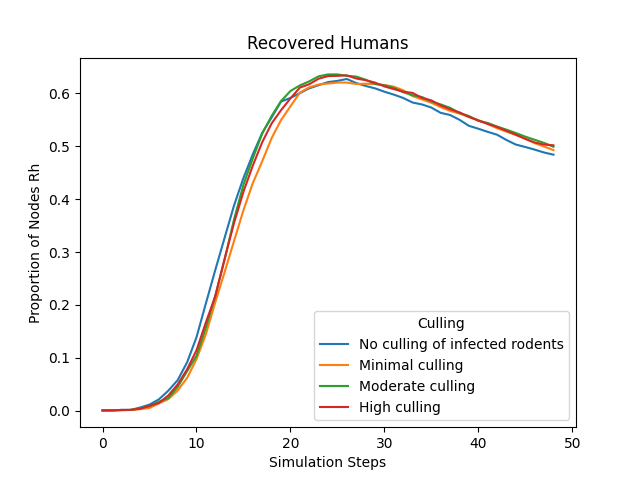 Recovered Humans
Proportion of Nodes Rh
0.6
0.5
0.4
0.3
0.2
0.1
0.0
Culling
No culling of infected rodents
Minimal culling
Moderate culling
High culling
0 10 20 30 40 50
Simulation Steps